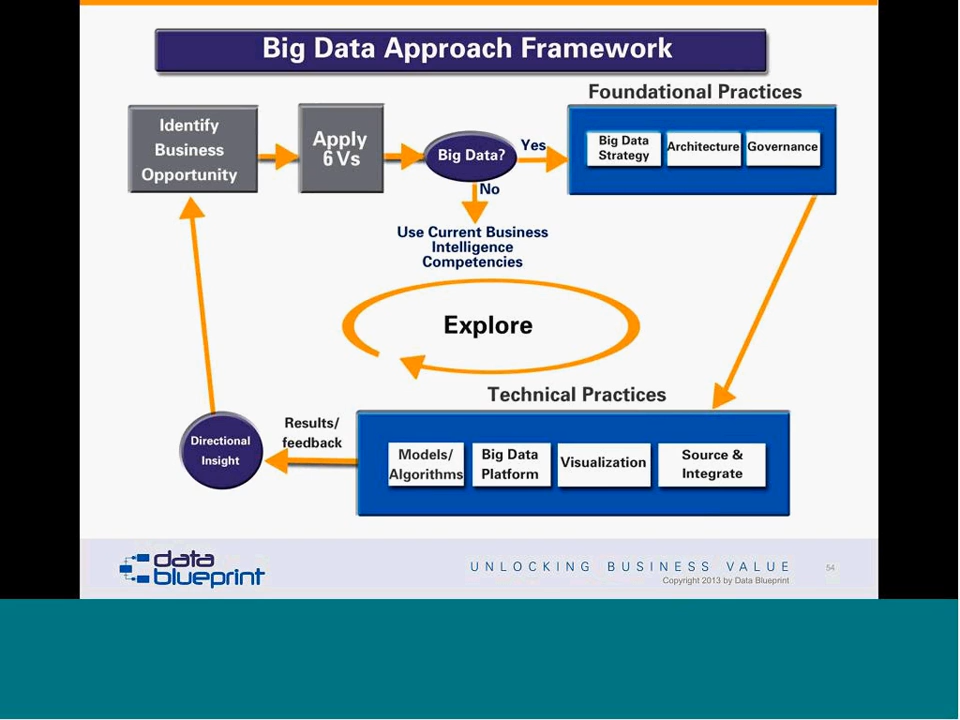 Big Data Approach Framework
Foundational Practices
Identify
Business
Opportunity
Apply
6 Vs
Big Data?
Yes
No
Big Data
Strategy
Architecture
Governance
Use Current Business
Intelligence
Competencies
Explore
Technical Practices
Directional
Insight
Results/
feedback
Models/
Algorithms
Big Data
Platform
Visualization
Source &
Integrate
data
blueprint
UNLOCKING BUSINESS VALUE
Copyright 2013 by Data Blueprint
54